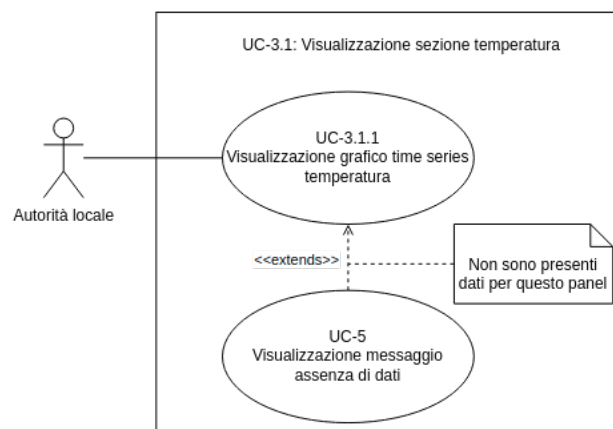 UC-3.1: Visualizzazione sezione temperatura
UC-3.1.1
Visualizzazione grafico time series
temperatura
Autorità locale
<<extends>>
Non sono presenti
dati per questo panel
UC-5
Visualizzazione messaggio
assenza di dati